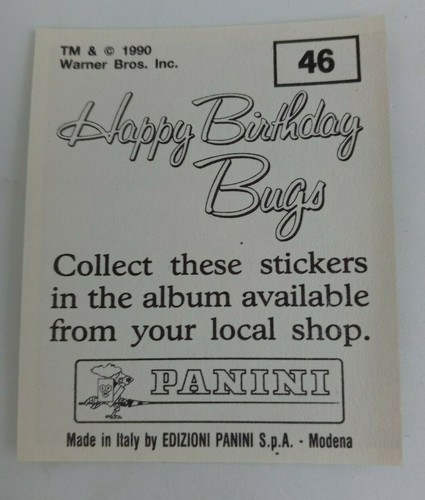 TM & © 1990
Warner Bros. Inc.
46
Happy Birthday
Bugs
Collect these stickers
in the album available
from your local shop.
PANINI
Made in Italy by EDIZIONI PANINI S.p.A. - Modena